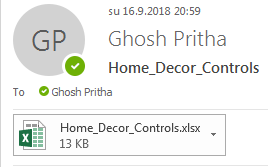 su 16.9.2018 20:59
GP
Ghosh Pritha
Home_Decor_Controls
To Ghosh Pritha
Home_Decor_Controls.xlsx
13 KB